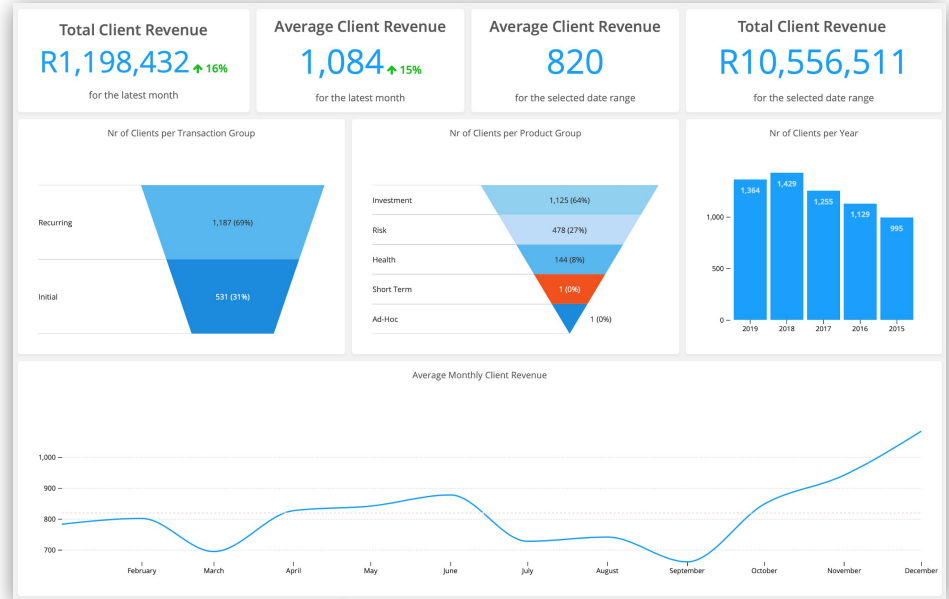 Total Client Revenue
R1,198,432 ↑ 16%
for the latest month
Average Client Revenue
1,084 ↑ 15%
for the latest month
Average Client Revenue
820
for the selected date range
Total Client Revenue
R10,556,511
for the selected date range
Nr of Clients per Transaction Group
Recurring
1,187 (69%)
Initial
531 (31%)
Nr of Clients per Product Group
Investment
1,125 (64%)
Risk
478 (27%)
Health
144 (8%)
Short Term
1 (0%)
Ad-Hoc
1 (0%)
Nr of Clients per Year
1,364
1,429
1,255
1,129
995
1,000
500
0
2019 2018 2017 2016 2015
Average Monthly Client Revenue
1,000
900
800
700
February March April May June July August September October November December